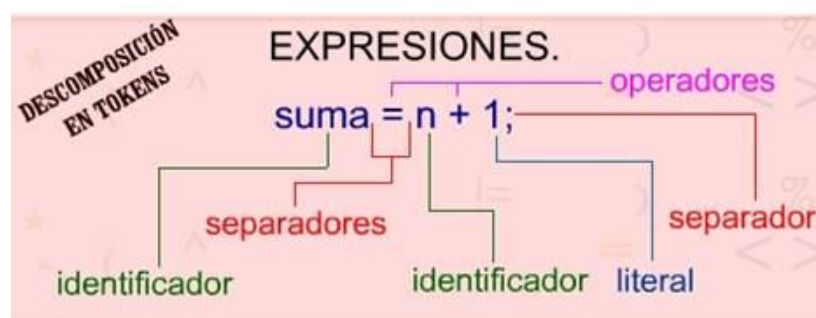 DESCOMPOSICIÓN
EN TOKENS
EXPRESIONES.
operadores
suma = n + 1;
separadores
separador
identificador
identificador
literal